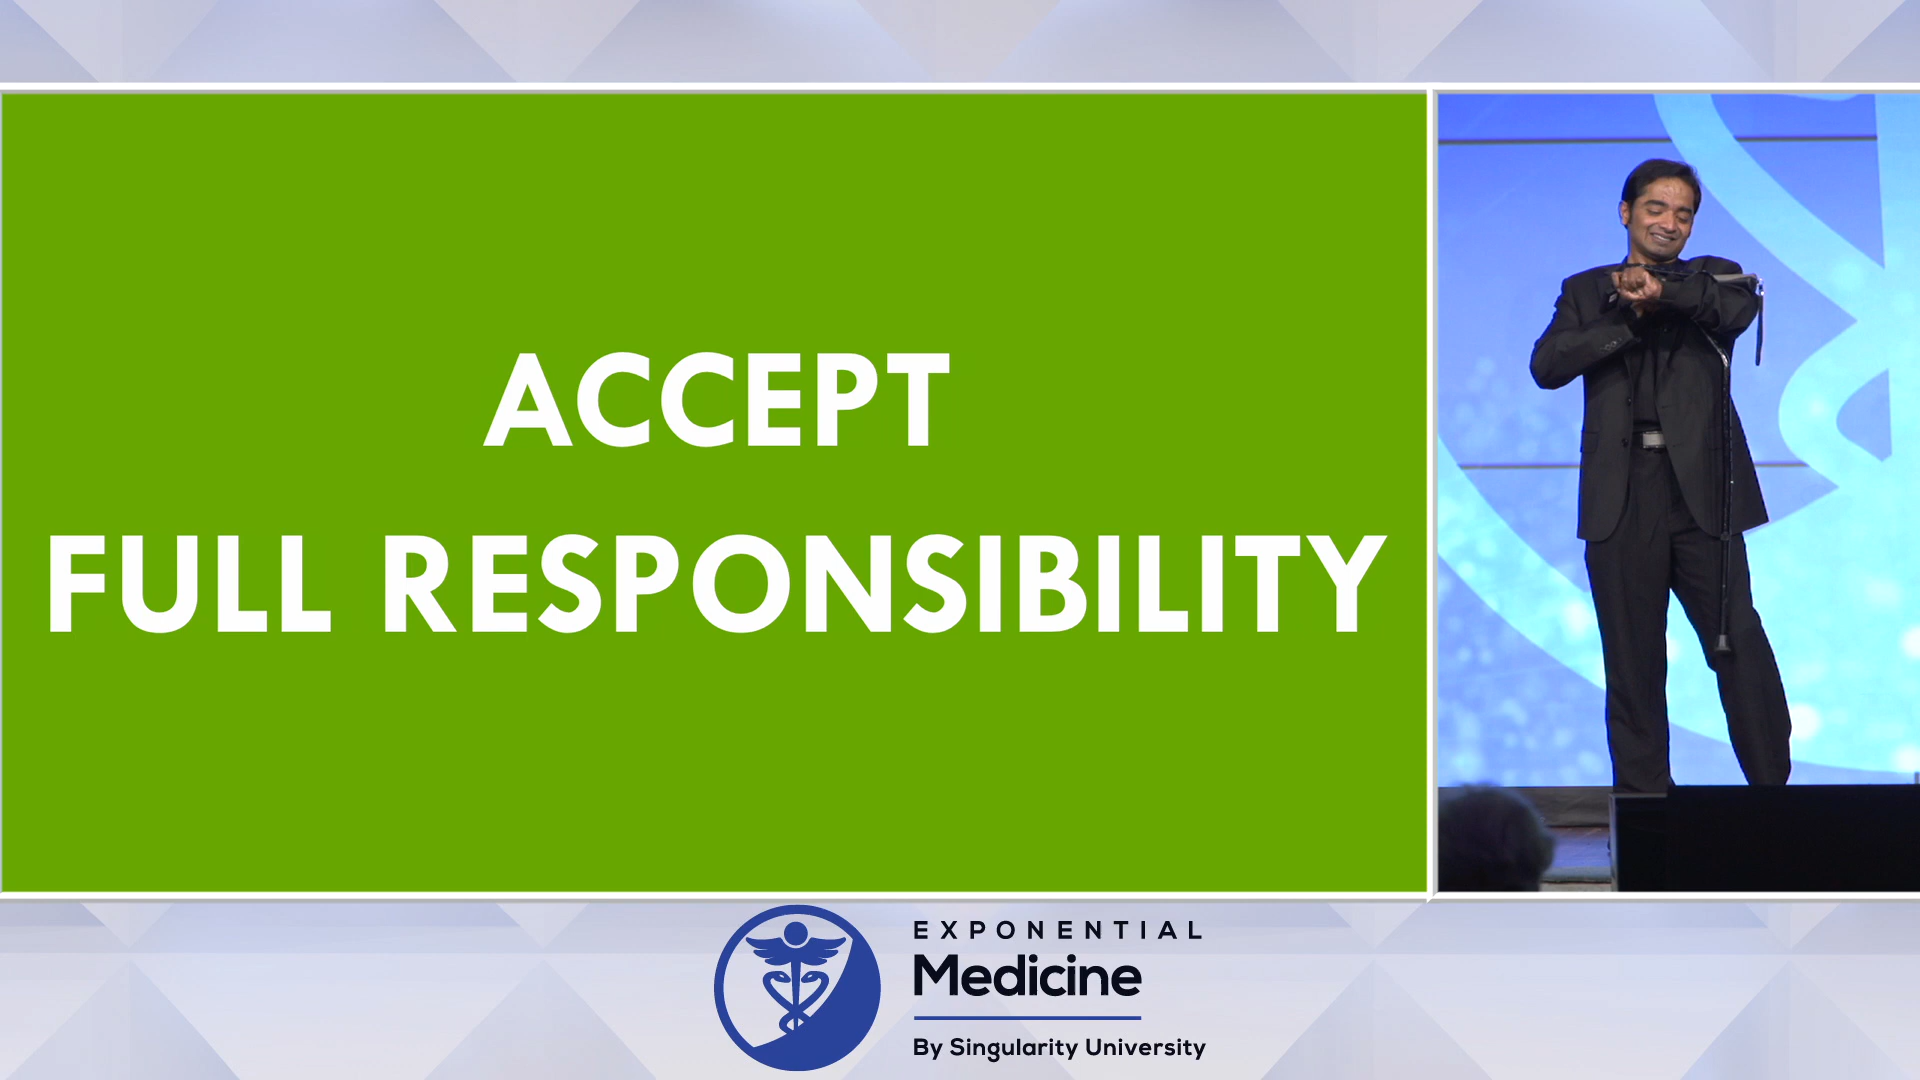 ACCEPT
FULL RESPONSIBILITY
EXPONENTIAL
Medicine
By Singularity University